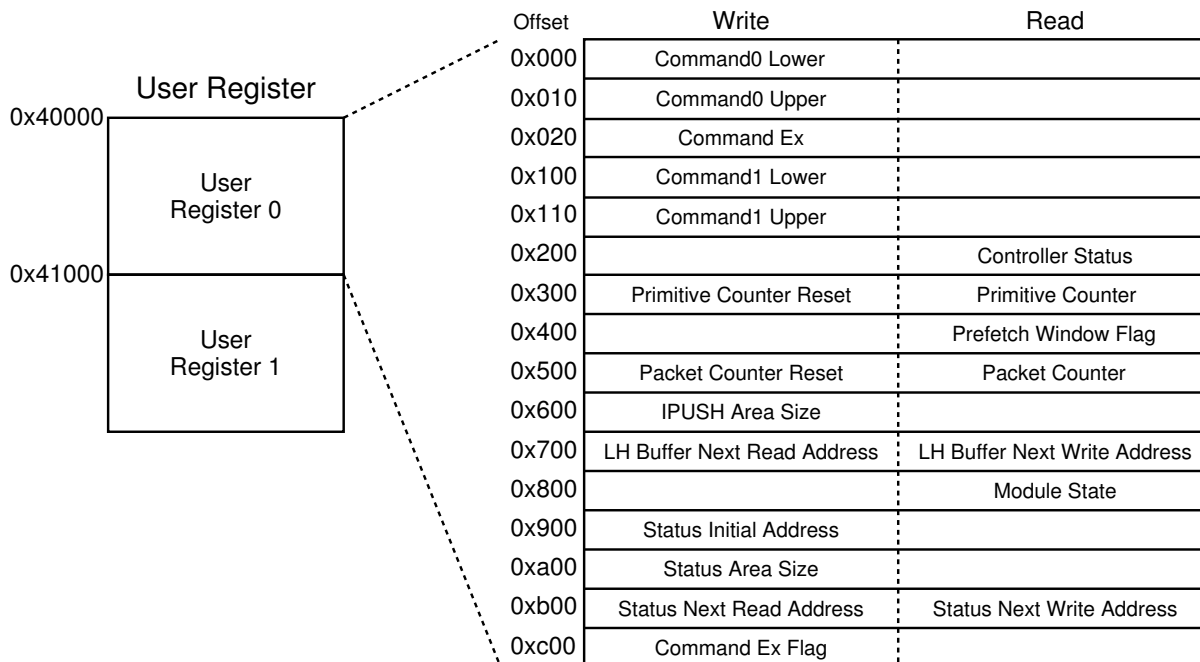 Offset Write Read
User Register
0x40000
User
Register 0
0x41000
User
Register 1
0x000 Command0 Lower
0x010 Command0 Upper
0x020 Command Ex
0x100 Command1 Lower
0x110 Command1 Upper
0x200 Controller Status
0x300 Primitive Counter Reset Primitive Counter
0x400 Prefetch Window Flag
0x500 Packet Counter Reset Packet Counter
0x600 IPUSH Area Size
0x700 LH Buffer Next Read Address LH Buffer Next Write Address
0x800 Module State
0x900 Status Initial Address
0xa00 Status Area Size
0xb00 Status Next Read Address Status Next Write Address
0xc00 Command Ex Flag